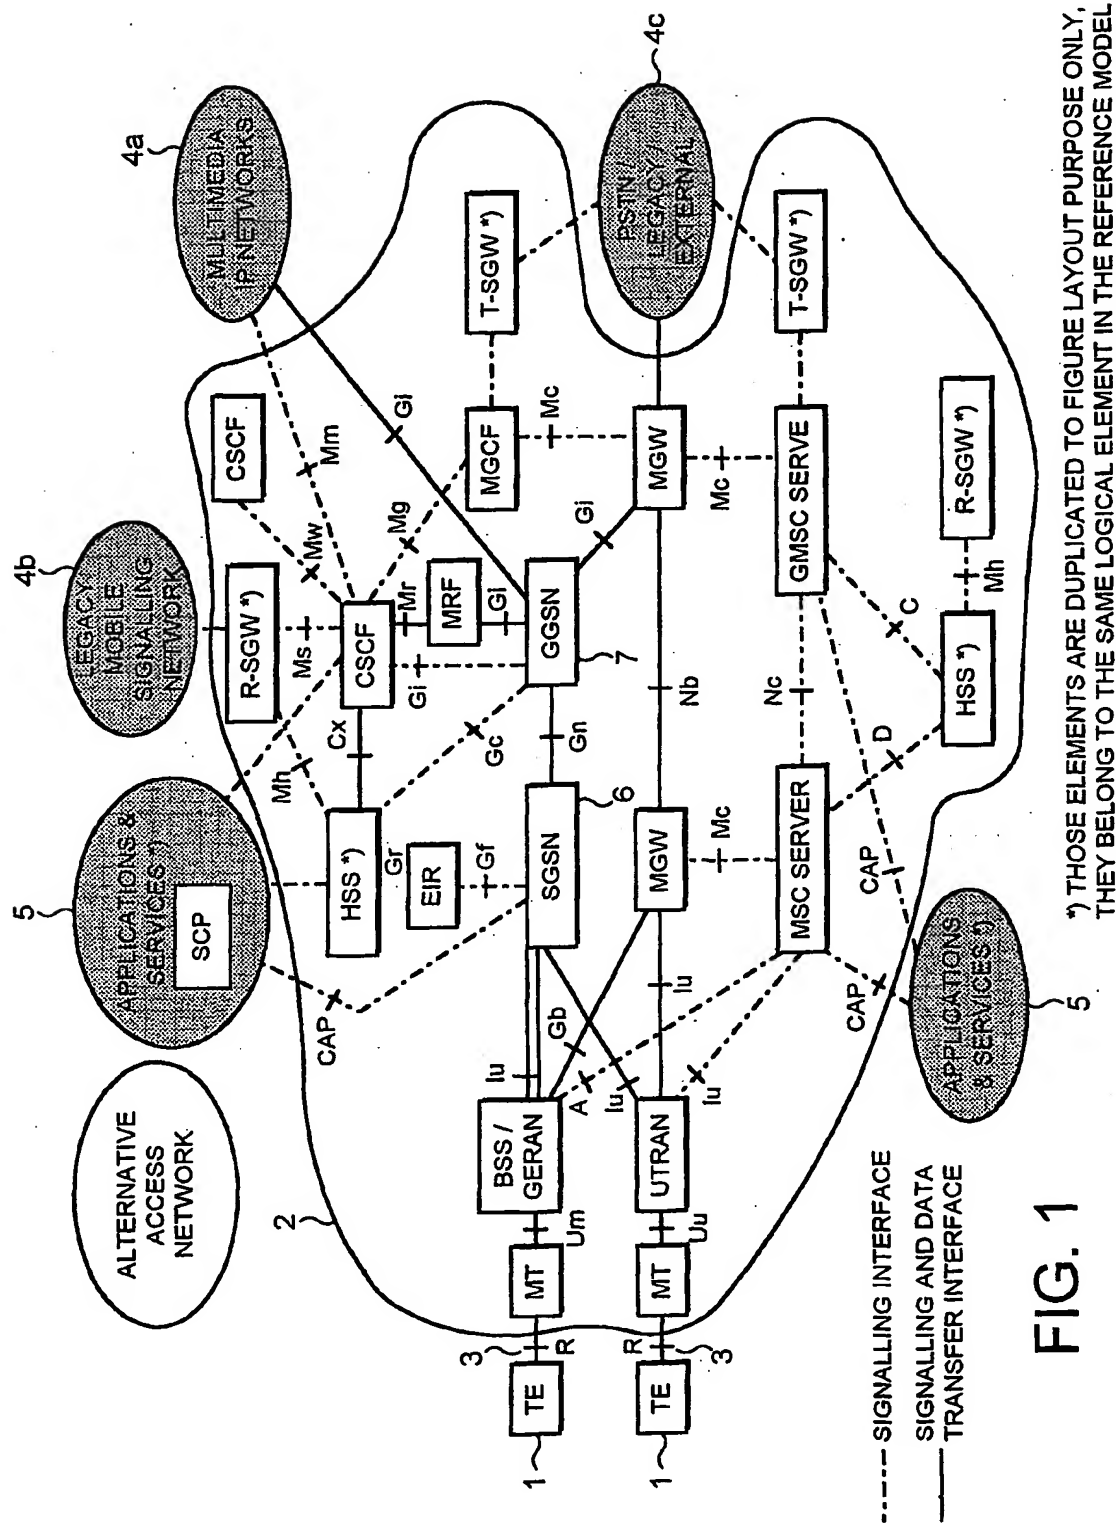 ALTERNATIVE
ACCESS
NETWORK
5
APPLICATIONS &
SERVICES *)
SCP
4b
LEGACY
MOBILE
SIGNALLING
NETWORK
4a
MULTIMEDIA
IP NETWORKS
2
CAP
Mh
R-SGW *)
Ms
CSCF
Mw
Mm
Gi
HSS *)
Cx
CSCF
Gr
EIR
Gf
Gc
Gi
Mr
MRF
Gi
Mg
MGCF
T-SGW *)
Mc
4c
PSTN /
LEGACY /
EXTERNAL
3
TE
R
MT
Um
BSS /
GERAN
Iu
SGSN
6
Gn
GGSN
7
Gi
1
A
Gb
Iu
3
TE
R
MT
Uu
UTRAN
Iu
Iu
MGW
Nb
MGW
1
Mc
Mc
MSC SERVER
Nc
GMSC SERVE
T-SGW *)
CAP
CAP
D
C
HSS *)
Mh
R-SGW *)
APPLICATIONS
& SERVICES *)
5
SIGNALLING INTERFACE
SIGNALLING AND DATA
TRANSFER INTERFACE
*) THOSE ELEMENTS ARE DUPLICATED TO FIGURE LAYOUT PURPOSE ONLY,
THEY BELONG TO THE SAME LOGICAL ELEMENT IN THE REFERENCE MODEL
FIG. 1